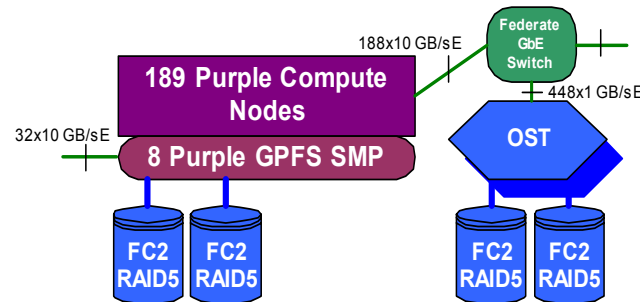 Federate
GbE
Switch
188x10 GB/sE
189 Purple Compute
Nodes
448x1 GB/sE
32x10 GB/sE
8 Purple GPFS SMP
OST
FC2
RAID5
FC2
RAID5
FC2
RAID5
FC2
RAID5